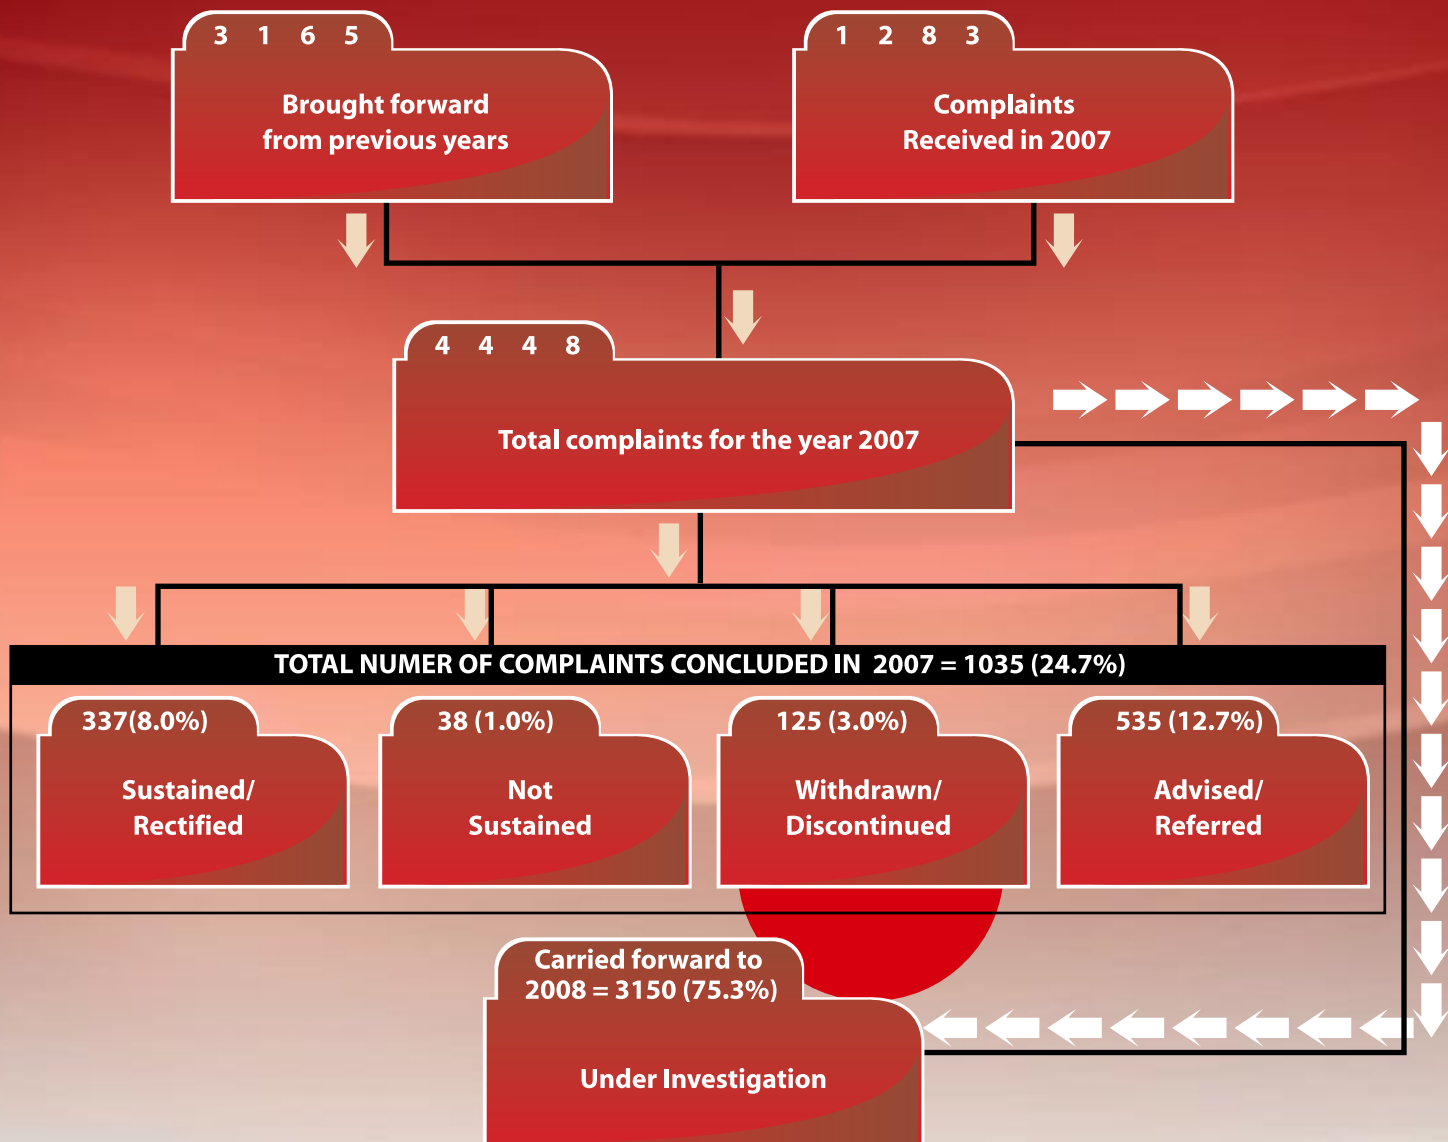 3 1 6 5
Brought forward
from previous years
1 2 8 3
Complaints
Received in 2007
4 4 4 8
Total complaints for the year 2007
TOTAL NUMER OF COMPLAINTS CONCLUDED IN 2007 = 1035 (24.7%)
337(8.0%)
Sustained/
Rectified
38 (1.0%)
Not
Sustained
125 (3.0%)
Withdrawn/
Discontinued
535 (12.7%)
Advised/
Referred
Carried forward to
2008 = 3150 (75.3%)
Under Investigation